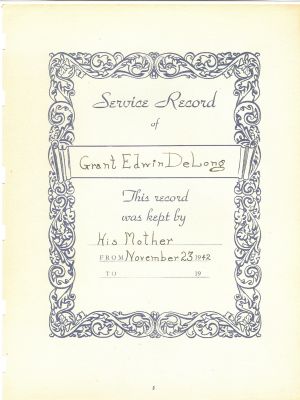 Service Record
of
Grant Edwin DeLong
This record
was kept by
His Mother
FROM November 23 1942
TO 19